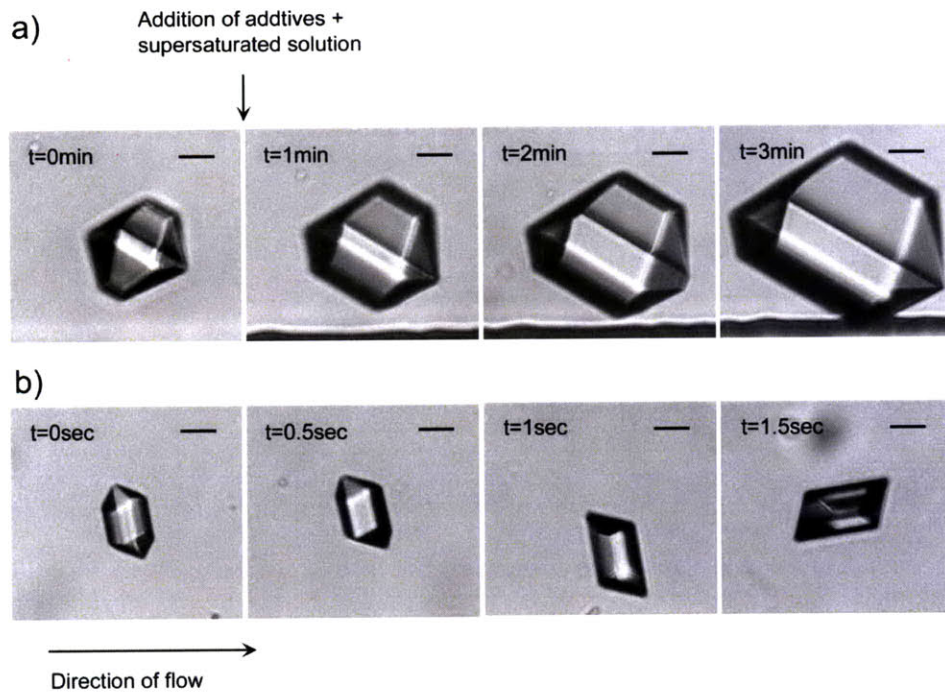 a)
Addition of addtives +
supersaturated solution
t=0min
t=1min
t=2min
t=3min
b)
t=0sec
t=0.5sec
t=1sec
t=1.5sec
Direction of flow